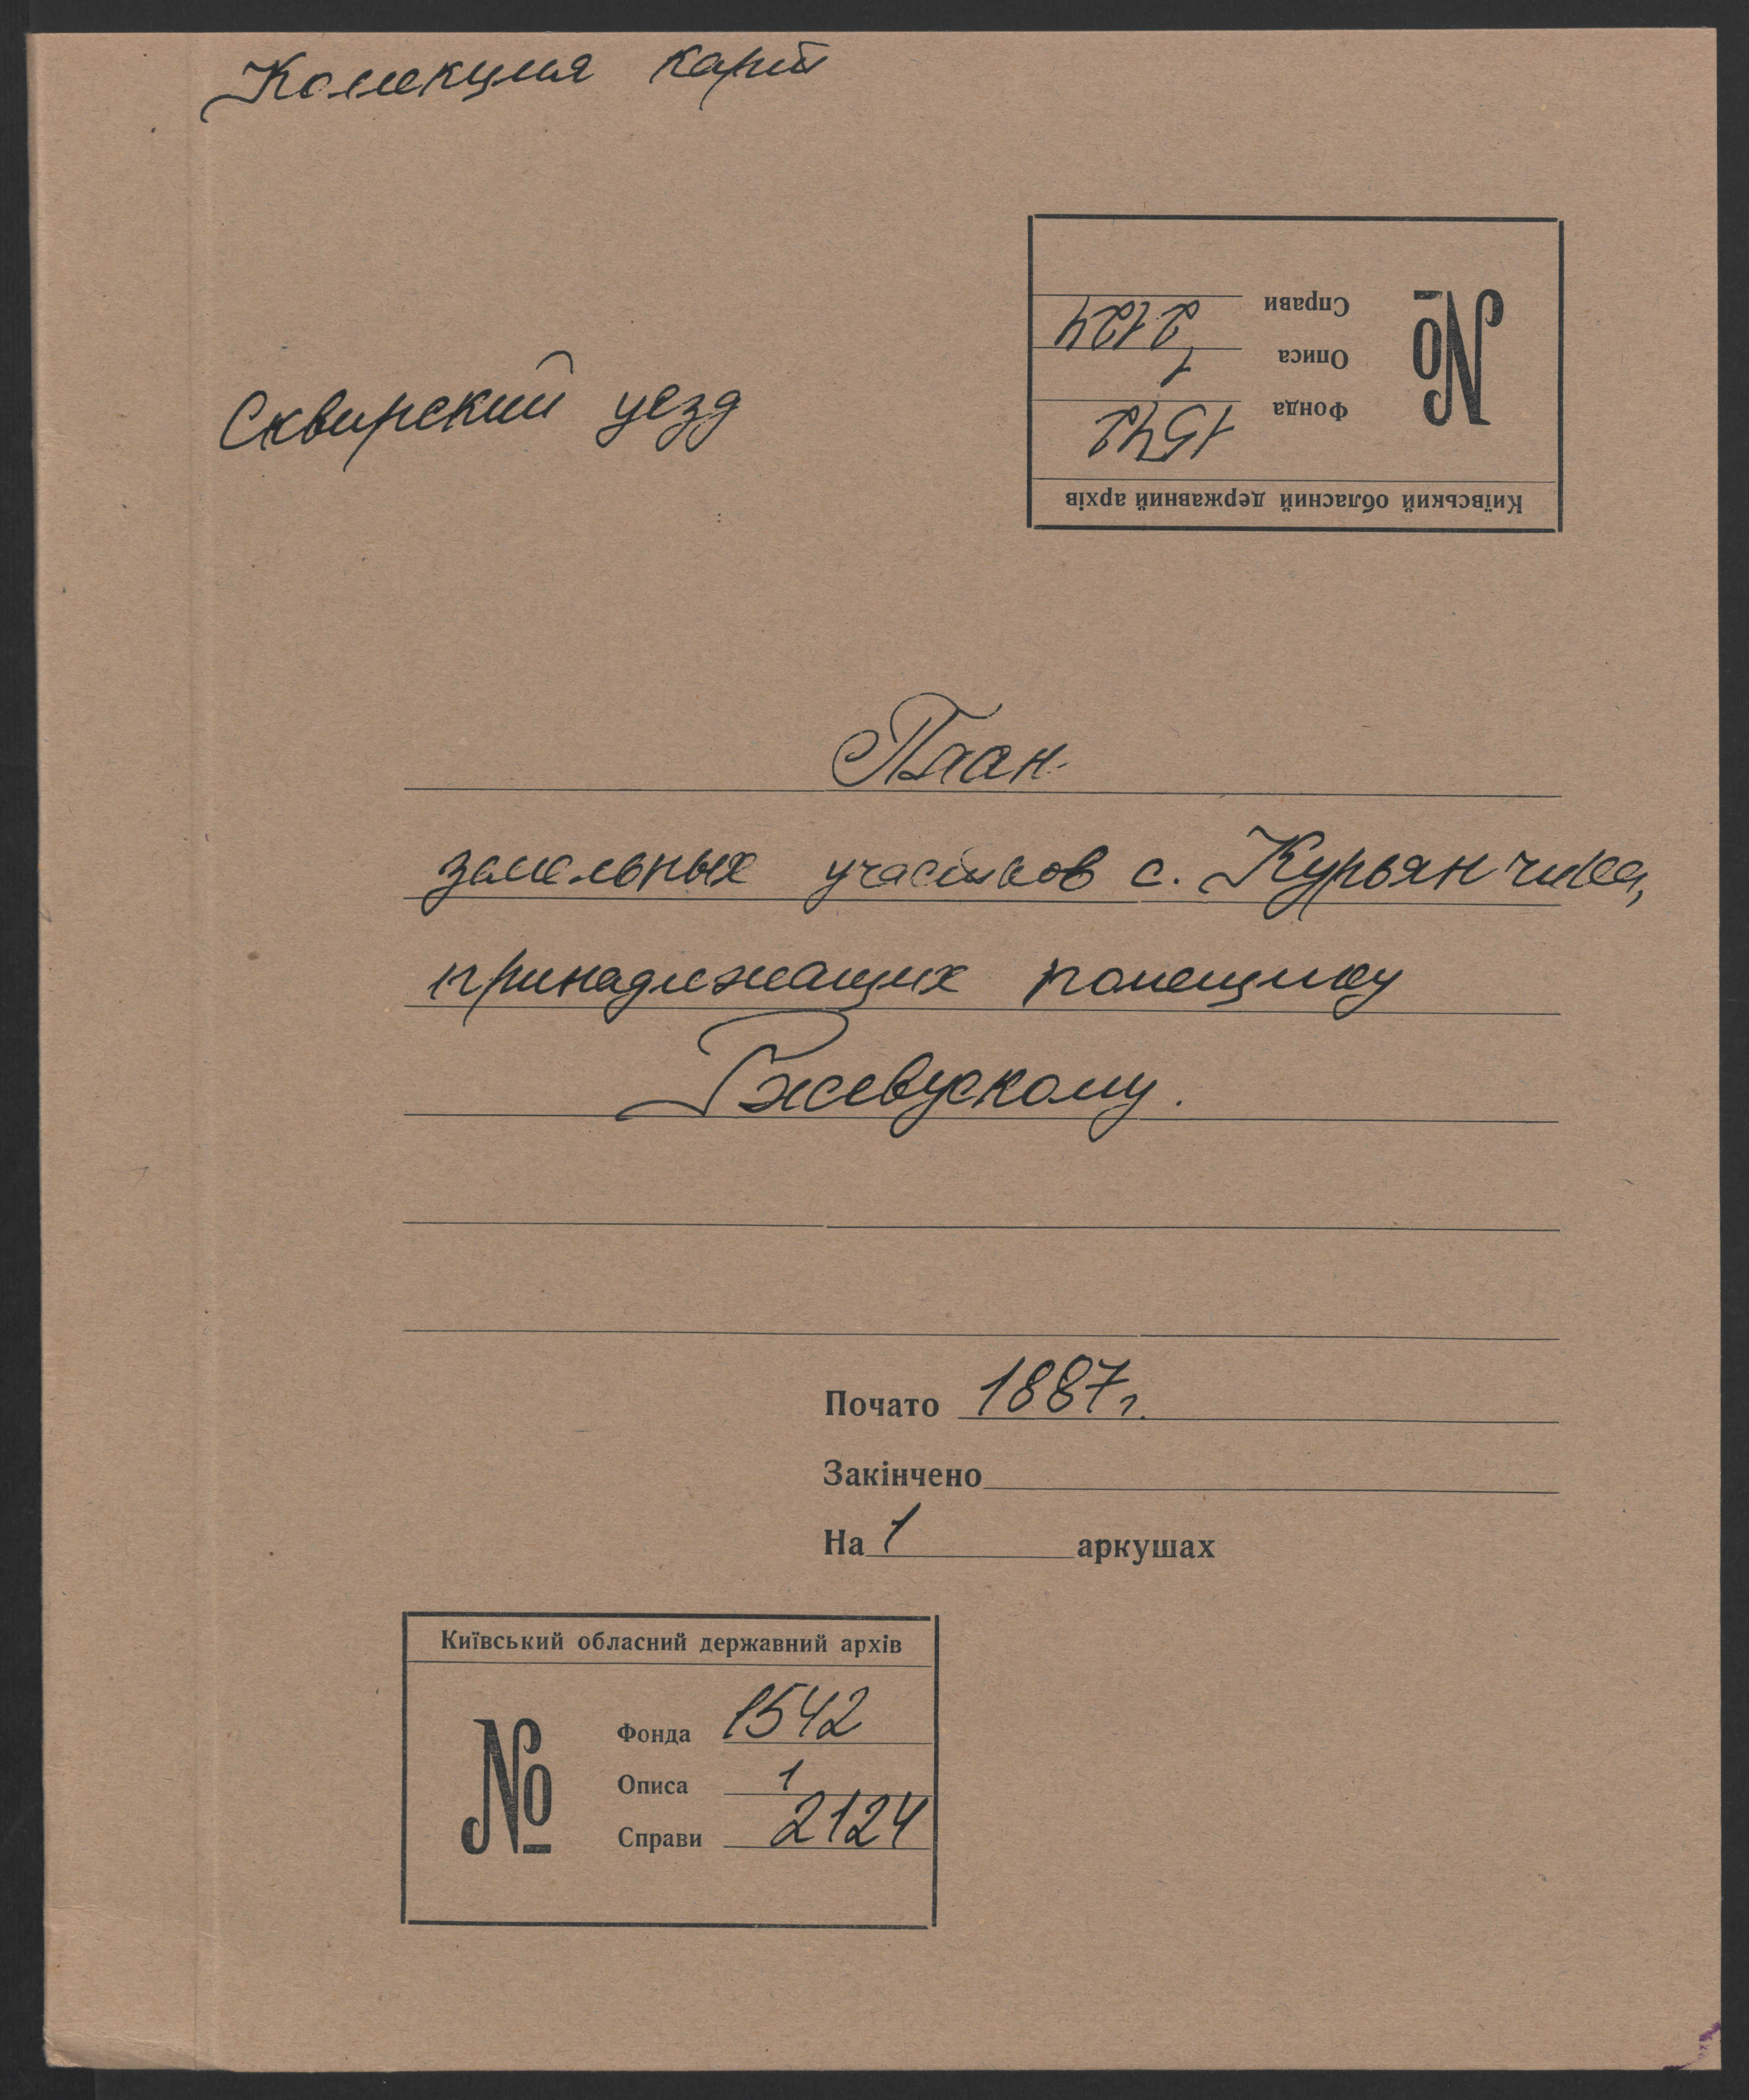 Коллекция карт
Київський обласний державний архів
№
Фонда 1542
Описа 1
Справи 2124
Сквирский уезд
План
земельных участков с. Курьянчика,
принадлежащих помещику
Ржевускому.
Почато 1887 г.
Закінчено
На 1 аркушах
Київський обласний державний архів
№
Фонда 1542
Описа 1
Справи 2124